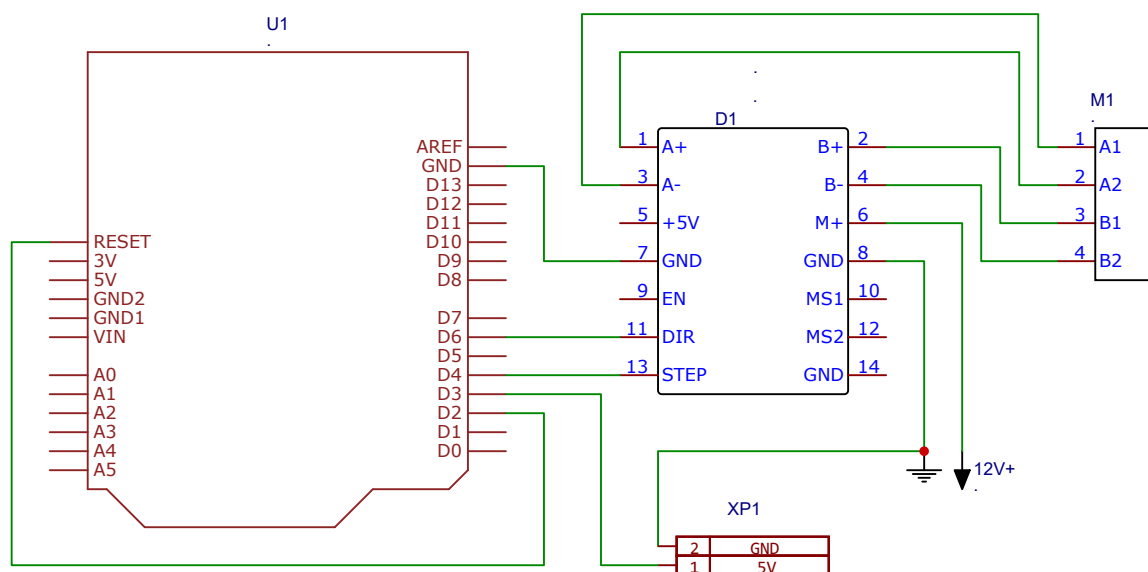 U1
.
AREF
GND
D13
D12
D11
D10
D9
D8
D7
D6
D5
D4
D3
D2
D1
D0
RESET
3V
5V
GND2
GND1
VIN
A0
A1
A2
A3
A4
A5
.
.
D1
1 A+ B+ 2
3 A- B- 4
5 +5V M+ 6
7 GND GND 8
9 EN MS1 10
11 DIR MS2 12
13 STEP GND 14
M1
.
1 A1
2 A2
3 B1
4 B2
12V+
.
XP1
2 GND
1 5V